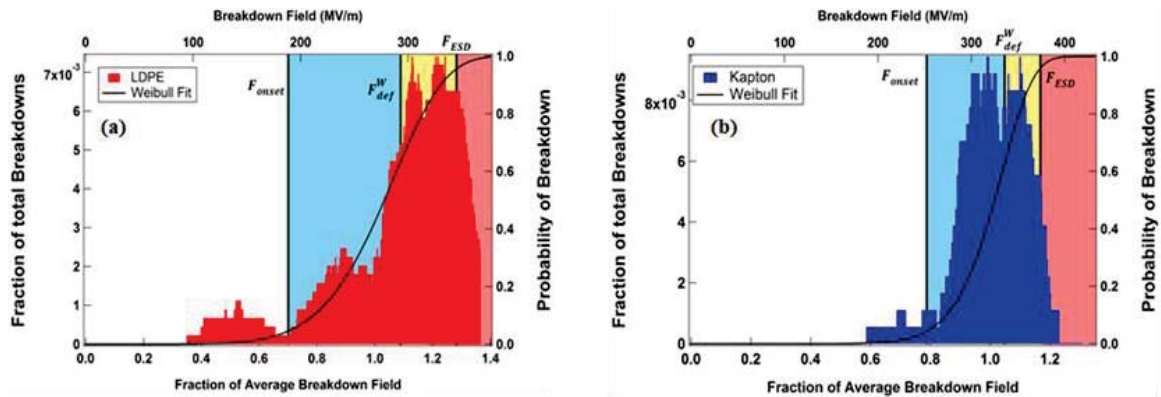 Breakdown Field (MV/m)
0 100 200 300
F_ESD
7x10⁻³
LDPE
Weibull Fit
F_onset
F^W_def
(a)
6
5
4
3
2
1
0
Fraction of total Breakdowns
1.0
0.8
0.6
0.4
0.2
0.0
Probability of Breakdown
0.0 0.2 0.4 0.6 0.8 1.0 1.2 1.4
Fraction of Average Breakdown Field
Breakdown Field (MV/m)
0 100 200 300 400
F^W_def
Kapton
Weibull Fit
F_onset
F_ESD
8x10⁻³
(b)
6
4
2
0
Fraction of total Breakdowns
1.0
0.8
0.6
0.4
0.2
0.0
Probability of Breakdown
0.0 0.2 0.4 0.6 0.8 1.0 1.2
Fraction of Average Breakdown Field